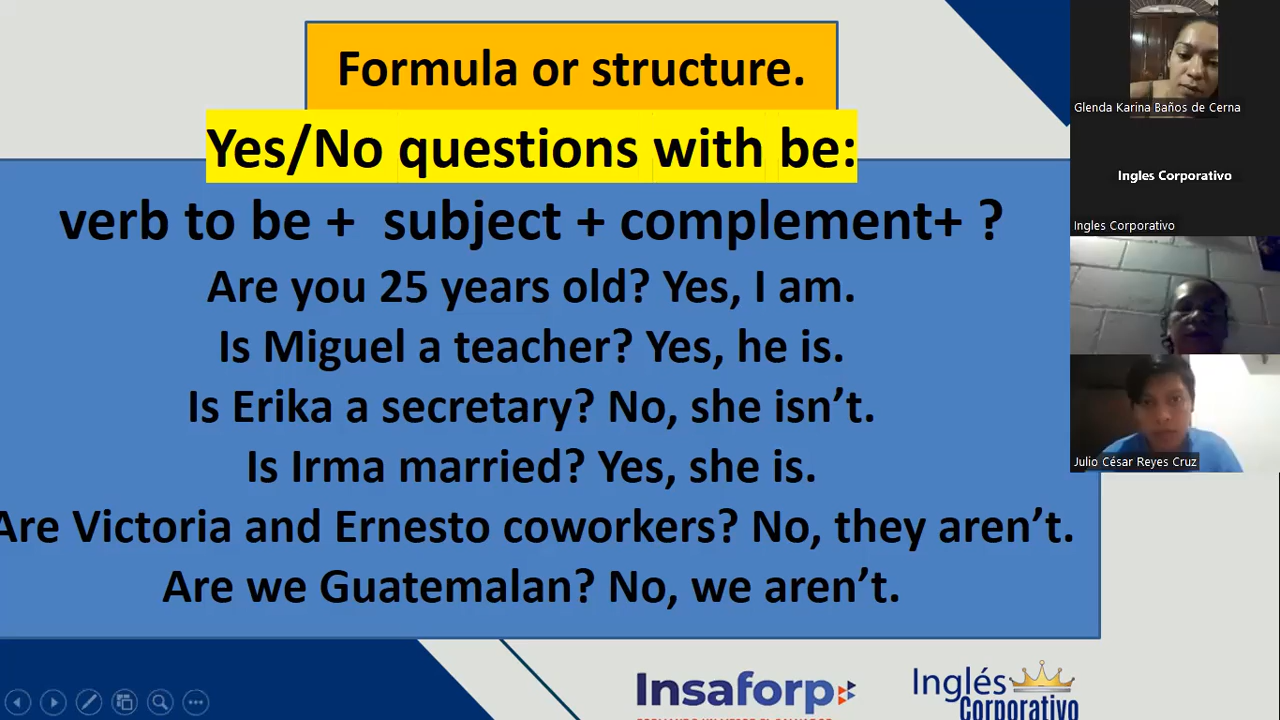 Formula or structure.
Yes/No questions with be:
verb to be + subject + complement+ ?
Are you 25 years old? Yes, I am.
Is Miguel a teacher? Yes, he is.
Is Erika a secretary? No, she isn’t.
Is Irma married? Yes, she is.
Are Victoria and Ernesto coworkers? No, they aren’t.
Are we Guatemalan? No, we aren’t.
Insaforp
Inglés
Corporativo
Glenda Karina Baños de Cerna
Ingles Corporativo
Ingles Corporativo
Julio César Reyes Cruz